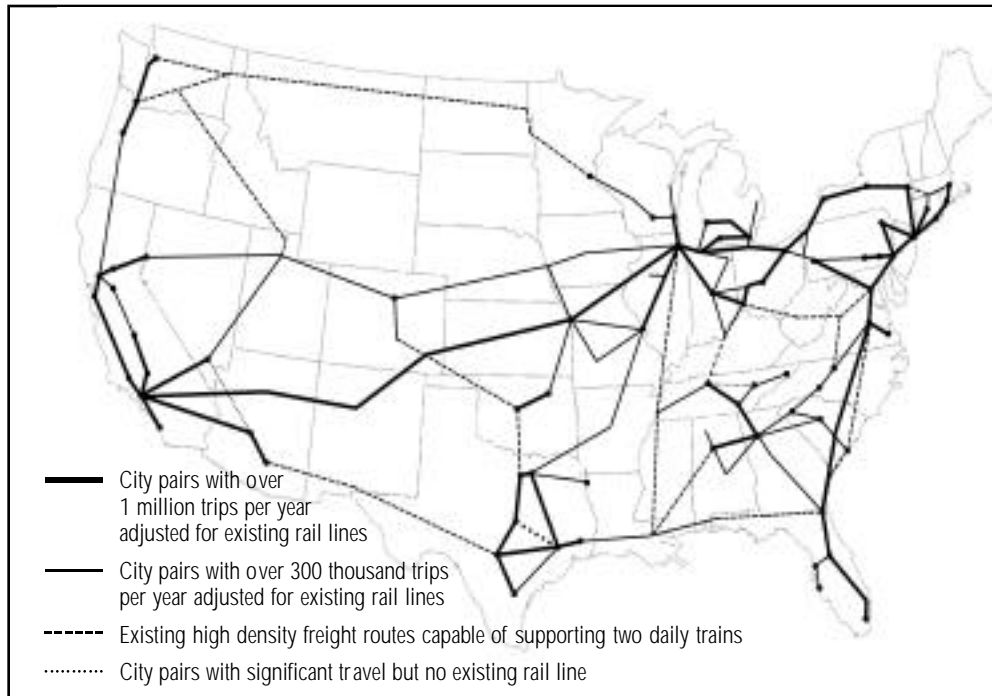 City pairs with over
1 million trips per year
adjusted for existing rail lines
City pairs with over 300 thousand trips
per year adjusted for existing rail lines
Existing high density freight routes capable of supporting two daily trains
City pairs with significant travel but no existing rail line